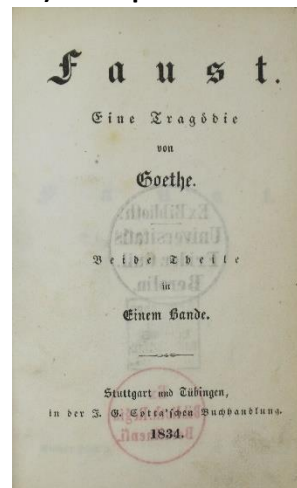 Faust.
Eine Tragödie
von
Goethe.
Beide Theile
in
Einem Bande.
Stuttgart und Tübingen,
in der J. G. Cotta'schen Buchhandlung.
1834.